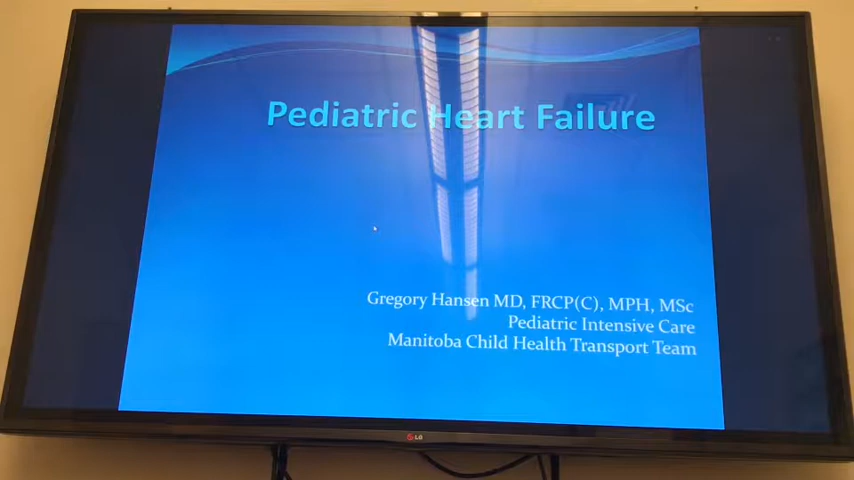 Pediatric Heart Failure
Gregory Hansen MD, FRCP(C), MPH, MSc
Pediatric Intensive Care
Manitoba Child Health Transport Team
LG